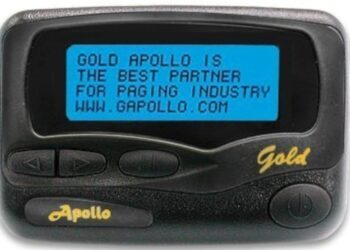 GOLD APOLLO IS
THE BEST PARTNER
FOR PAGING INDUSTRY
WWW.GAPOLLO.COM
Gold
Apollo